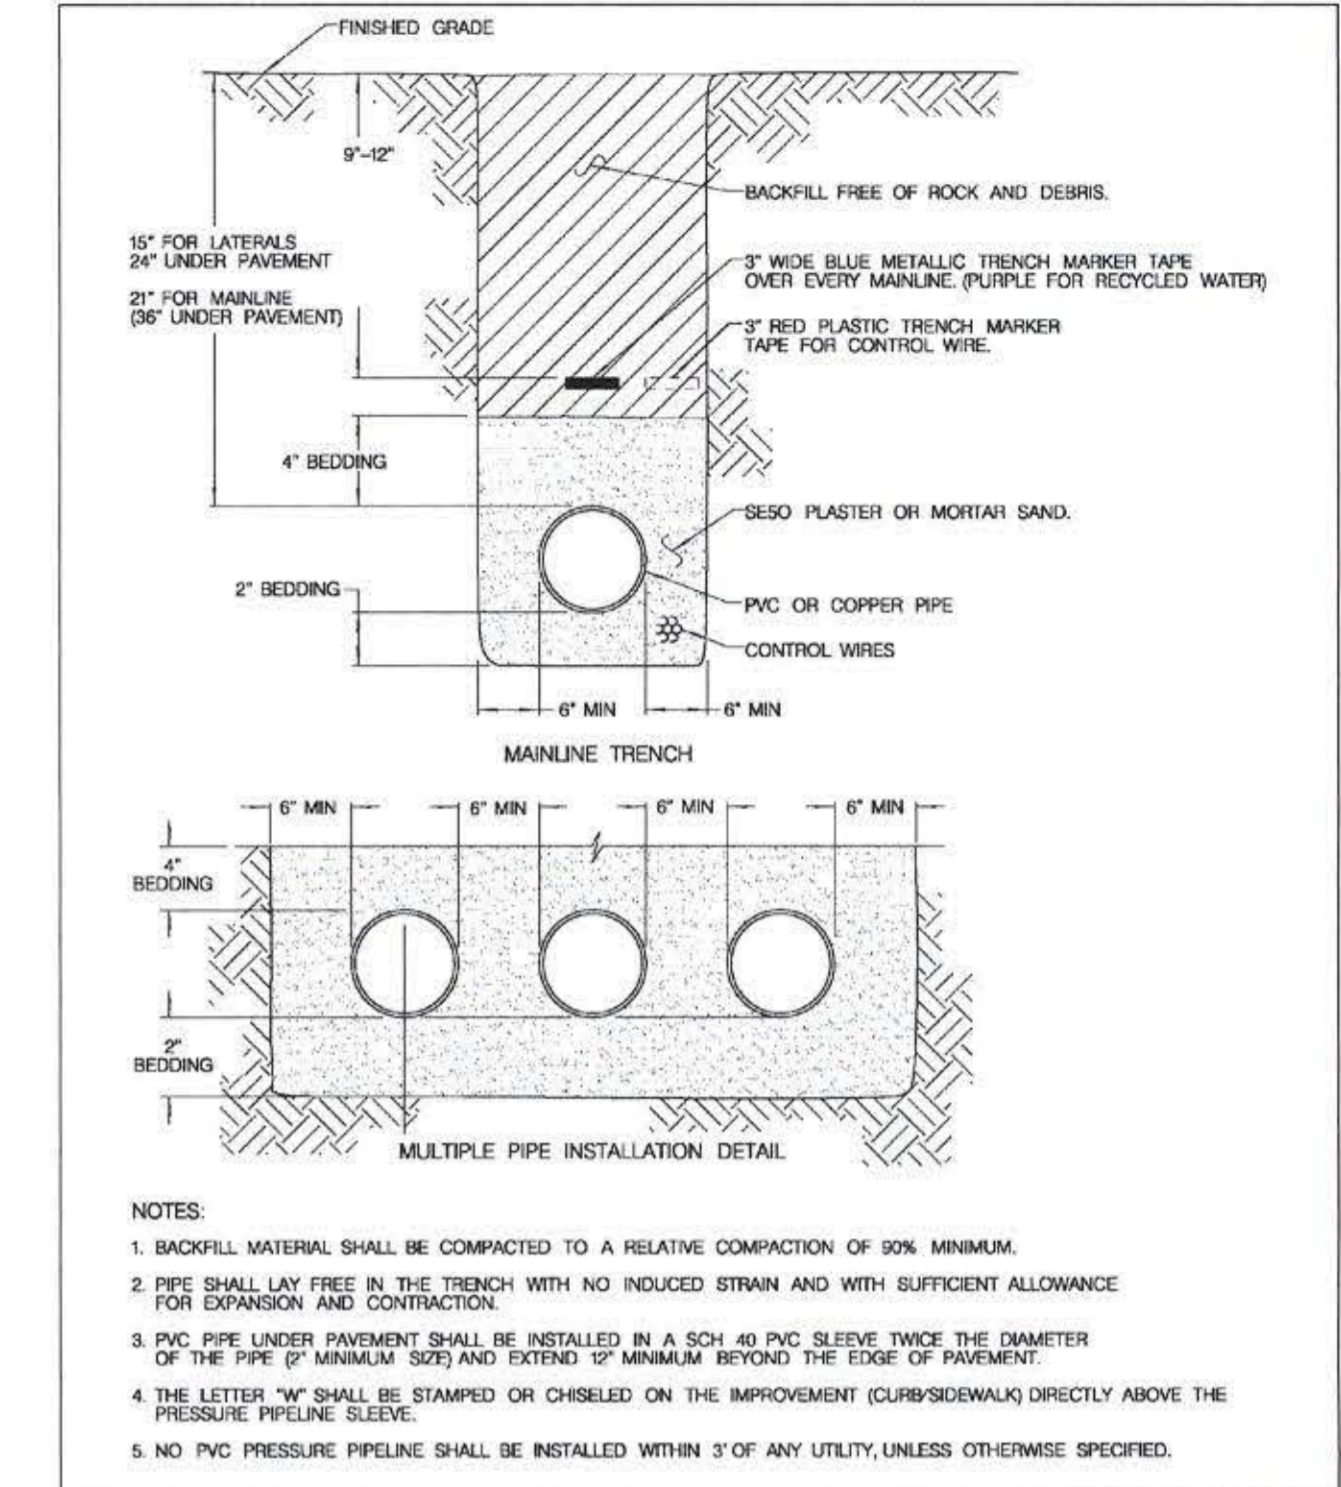 FINISHED GRADE
9"-12"
BACKFILL FREE OF ROCK AND DEBRIS.
15" FOR LATERALS
24" UNDER PAVEMENT
21" FOR MAINLINE
(36" UNDER PAVEMENT)
3" WIDE BLUE METALLIC TRENCH MARKER TAPE
OVER EVERY MAINLINE. (PURPLE FOR RECYCLED WATER)
3" RED PLASTIC TRENCH MARKER
TAPE FOR CONTROL WIRE.
4" BEDDING
SE50 PLASTER OR MORTAR SAND.
2" BEDDING
PVC OR COPPER PIPE
CONTROL WIRES
6" MIN
6" MIN
MAINLINE TRENCH
6" MIN
6" MIN
6" MIN
6" MIN
4"
BEDDING
2"
BEDDING
MULTIPLE PIPE INSTALLATION DETAIL
NOTES:
1. BACKFILL MATERIAL SHALL BE COMPACTED TO A RELATIVE COMPACTION OF 90% MINIMUM.
2. PIPE SHALL LAY FREE IN THE TRENCH WITH NO INDUCED STRAIN AND WITH SUFFICIENT ALLOWANCE
FOR EXPANSION AND CONTRACTION.
3. PVC PIPE UNDER PAVEMENT SHALL BE INSTALLED IN A SCH 40 PVC SLEEVE TWICE THE DIAMETER
OF THE PIPE (2" MINIMUM SIZE) AND EXTEND 12" MINIMUM BEYOND THE EDGE OF PAVEMENT.
4. THE LETTER "W" SHALL BE STAMPED OR CHISELED ON THE IMPROVEMENT (CURB/SIDEWALK) DIRECTLY ABOVE THE
PRESSURE PIPELINE SLEEVE.
5. NO PVC PRESSURE PIPELINE SHALL BE INSTALLED WITHIN 3' OF ANY UTILITY, UNLESS OTHERWISE SPECIFIED.